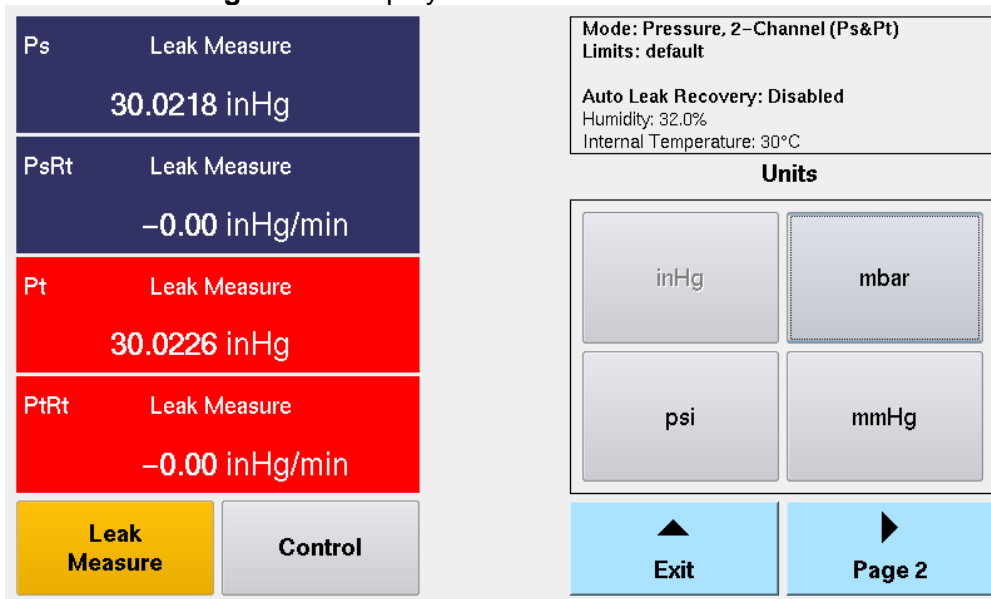 Ps Leak Measure
30.0218 inHg
PsRt Leak Measure
−0.00 inHg/min
Pt Leak Measure
30.0226 inHg
PtRt Leak Measure
−0.00 inHg/min
Leak
Measure
Control
Mode: Pressure, 2−Channel (Ps&Pt)
Limits: default
Auto Leak Recovery: Disabled
Humidity: 32.0%
Internal Temperature: 30°C
Units
inHg
mbar
psi
mmHg
Exit
Page 2